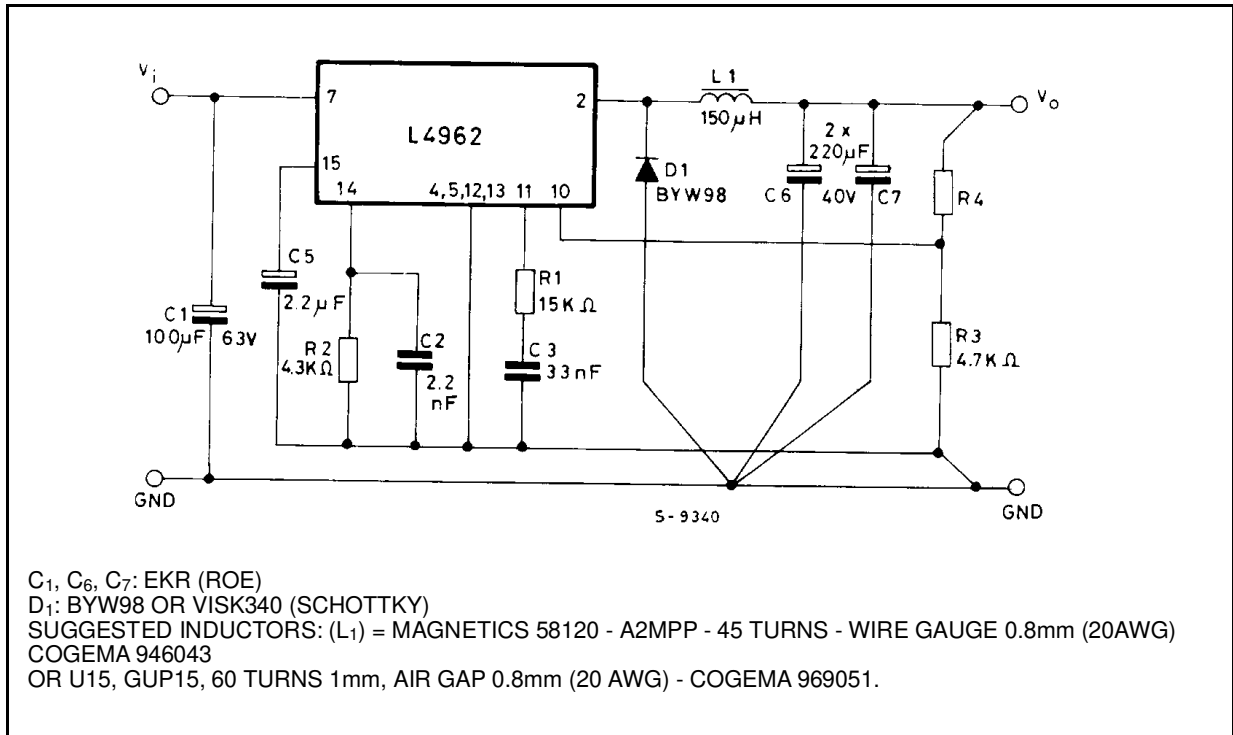 Vi
7
2
L4962
15
14
4,5,12,13
11
10
L1
150µH
Vo
2 x
220µF
D1
BYW98
C6
40V
C7
R4
C5
2.2µF
R1
15KΩ
C1
100µF
63V
R2
4.3KΩ
C2
2.2
nF
C3
33nF
R3
4.7KΩ
GND
GND
S-9340
C1, C6, C7: EKR (ROE)
D1: BYW98 OR VISK340 (SCHOTTKY)
SUGGESTED INDUCTORS: (L1) = MAGNETICS 58120 - A2MPP - 45 TURNS - WIRE GAUGE 0.8mm (20AWG)
COGEMA 946043
OR U15, GUP15, 60 TURNS 1mm, AIR GAP 0.8mm (20 AWG) - COGEMA 969051.